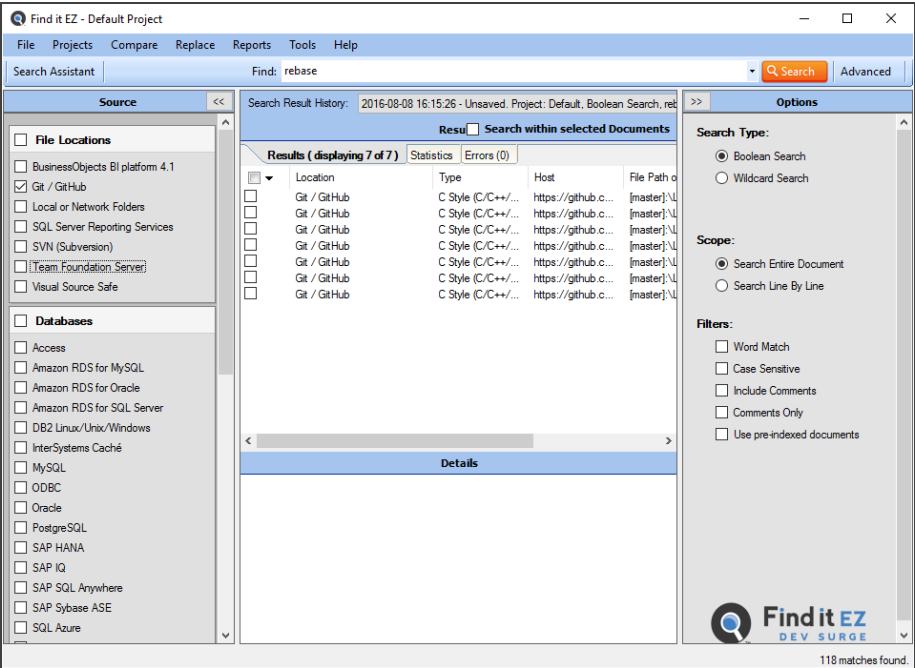 Find it EZ - Default Project
File Projects Compare Replace Reports Tools Help
Search Assistant Find: rebase Search Advanced
Source <<
File Locations
BusinessObjects BI platform 4.1
Git / GitHub
Local or Network Folders
SQL Server Reporting Services
SVN (Subversion)
Team Foundation Server
Visual Source Safe
Databases
Access
Amazon RDS for MySQL
Amazon RDS for Oracle
Amazon RDS for SQL Server
DB2 Linux/Unix/Windows
InterSystems Caché
MySQL
ODBC
Oracle
PostgreSQL
SAP HANA
SAP IQ
SAP SQL Anywhere
SAP Sybase ASE
SQL Azure
Search Result History: 2016-08-08 16:15:26 - Unsaved. Project: Default, Boolean Search, reb
Resu Search within selected Documents
Results ( displaying 7 of 7 ) Statistics Errors (0)
Location Type Host File Path o
Git / GitHub C Style (C/C++/... https://github.c... [master]:\L
Git / GitHub C Style (C/C++/... https://github.c... [master]:\L
Git / GitHub C Style (C/C++/... https://github.c... [master]:\L
Git / GitHub C Style (C/C++/... https://github.c... [master]:\L
Git / GitHub C Style (C/C++/... https://github.c... [master]:\L
Git / GitHub C Style (C/C++/... https://github.c... [master]:\L
Git / GitHub C Style (C/C++/... https://github.c... [master]:\L
Details
>> Options
Search Type:
Boolean Search
Wildcard Search
Scope:
Search Entire Document
Search Line By Line
Filters:
Word Match
Case Sensitive
Include Comments
Comments Only
Use pre-indexed documents
Find it EZ
DEV SURGE
118 matches found.